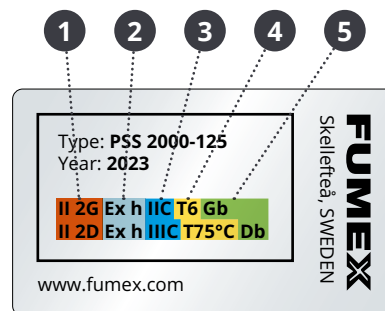 1 2 3 4 5
Type: PSS 2000-125
Year: 2023
II 2G Ex h IIC T6 Gb
II 2D Ex h IIIC T75°C Db
www.fumex.com
FUMEX
Skellefteå, SWEDEN